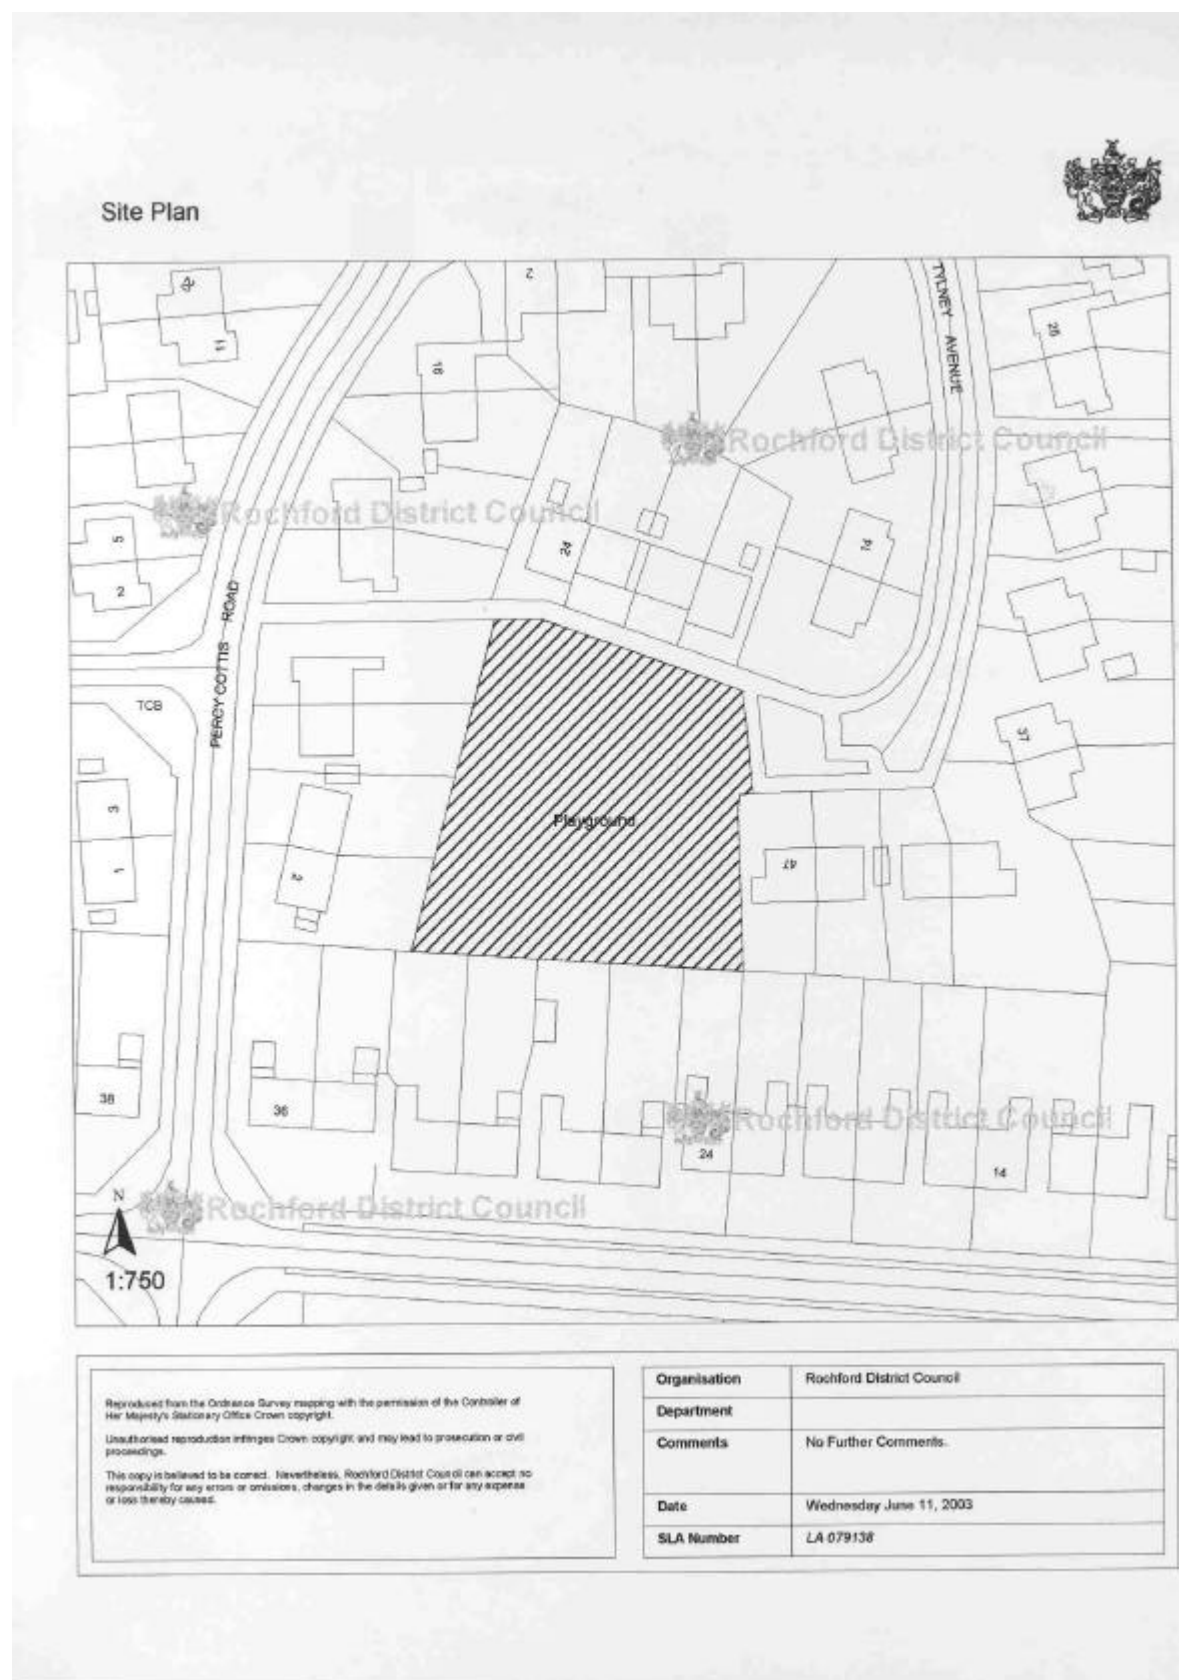 Site Plan
2
11
16
TYLNEY AVENUE
26
Rochford District Council
Rochford District Council
5
24
14
2
PERCY COTTIS ROAD
TCB
37
3
Playground
1
2
47
38
36
Rochford District Council
24
14
N
Rochford District Council
1:750
Reproduced from the Ordnance Survey mapping with the permission of the Controller of
Her Majesty's Stationary Office Crown copyright.
Unauthorised reproduction infringes Crown copyright and may lead to prosecution or civil
proceedings.
This copy is believed to be correct. Nevertheless, Rochford District Council can accept no
responsibility for any errors or omissions, changes in the details given or for any expense
or loss thereby caused.
Organisation Rochford District Council
Department
Comments No Further Comments.
Date Wednesday June 11, 2003
SLA Number LA 079138